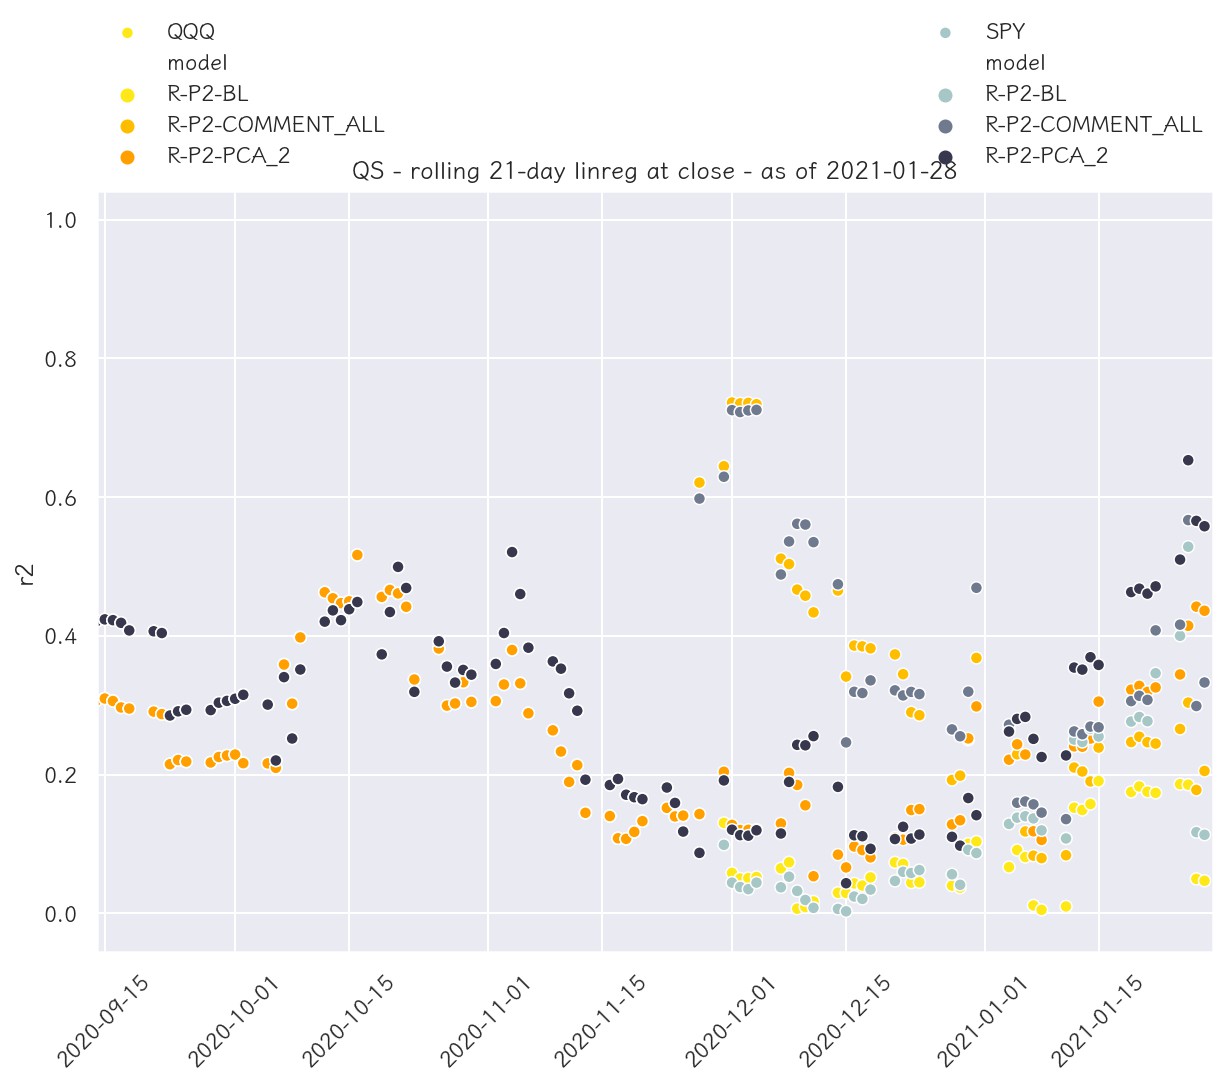 QQQ
model
R-P2-BL
R-P2-COMMENT_ALL
R-P2-PCA_2
SPY
model
R-P2-BL
R-P2-COMMENT_ALL
R-P2-PCA_2
QS - rolling 21-day linreg at close - as of 2021-01-28
1.0
0.8
0.6
0.4
0.2
0.0
r2
2020-09-15
2020-10-01
2020-10-15
2020-11-01
2020-11-15
2020-12-01
2020-12-15
2021-01-01
2021-01-15